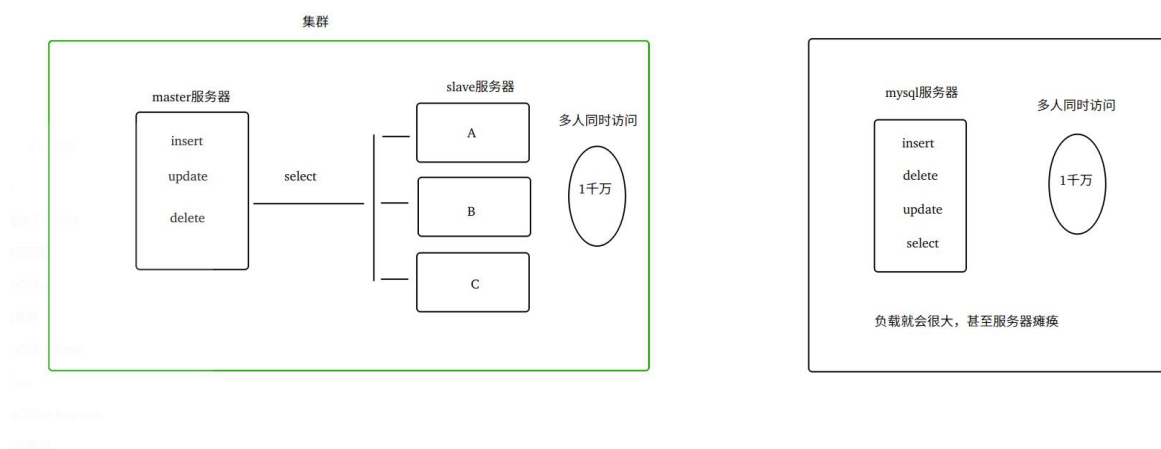 集群
master服务器
insert
update
delete
select
slave服务器
A
B
C
多人同时访问
1千万
mysql服务器
insert
delete
update
select
多人同时访问
1千万
负载就会很大，甚至服务器瘫痪